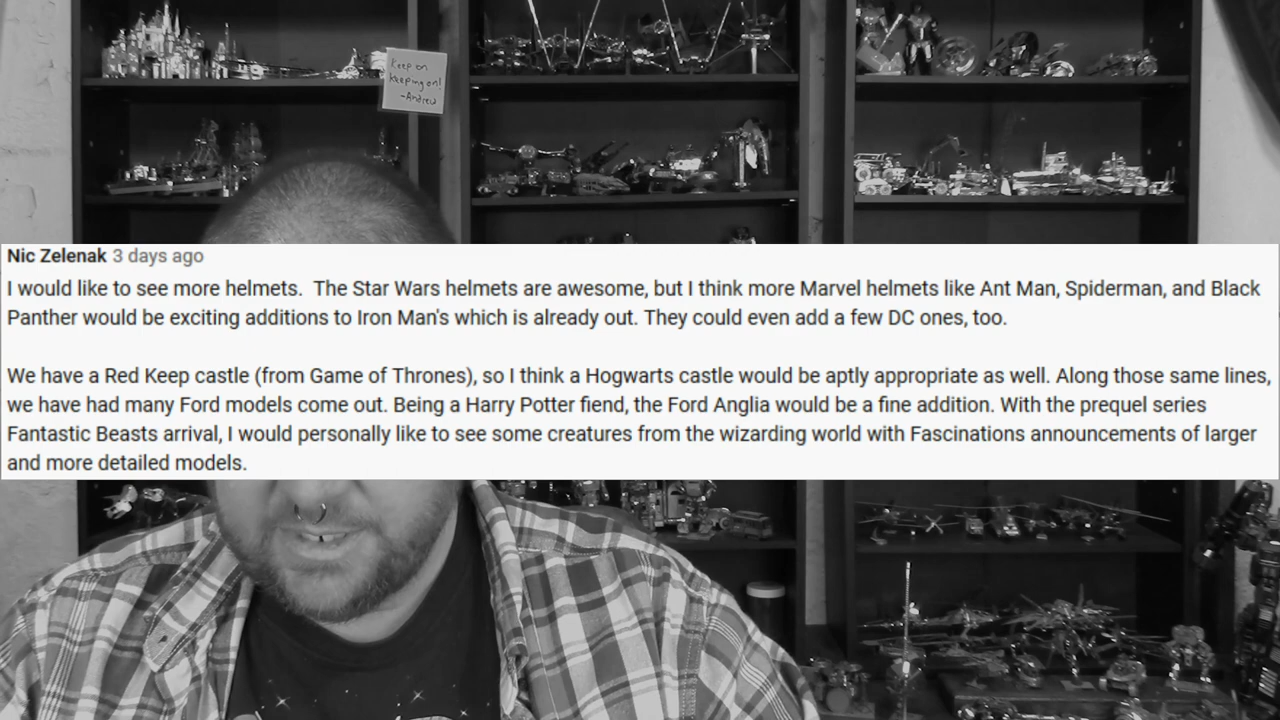 Keep on
keeping on!
-Andrew
Nic Zelenak 3 days ago
I would like to see more helmets.  The Star Wars helmets are awesome, but I think more Marvel helmets like Ant Man, Spiderman, and Black
Panther would be exciting additions to Iron Man's which is already out. They could even add a few DC ones, too.
We have a Red Keep castle (from Game of Thrones), so I think a Hogwarts castle would be aptly appropriate as well. Along those same lines,
we have had many Ford models come out. Being a Harry Potter fiend, the Ford Anglia would be a fine addition. With the prequel series
Fantastic Beasts arrival, I would personally like to see some creatures from the wizarding world with Fascinations announcements of larger
and more detailed models.